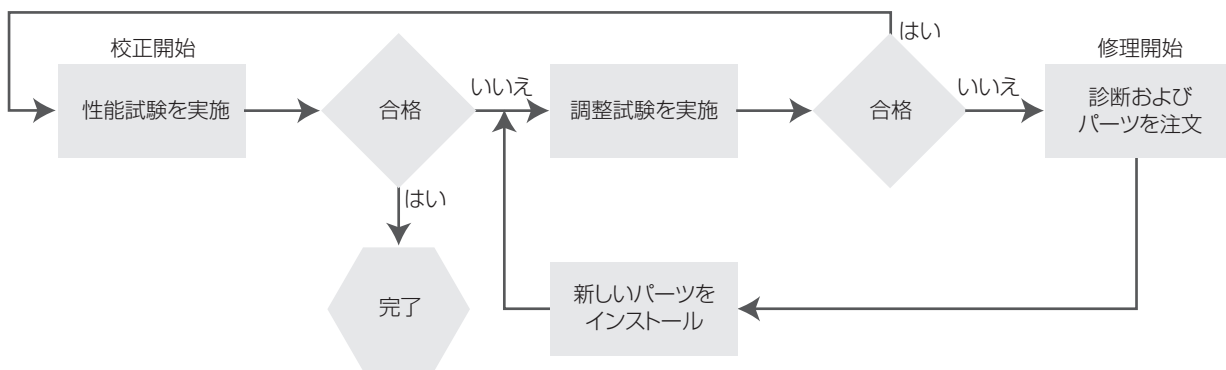 校正開始
性能試験を実施
合格
いいえ
はい
完了
調整試験を実施
合格
はい
いいえ
修理開始
診断および
パーツを注文
新しいパーツを
インストール